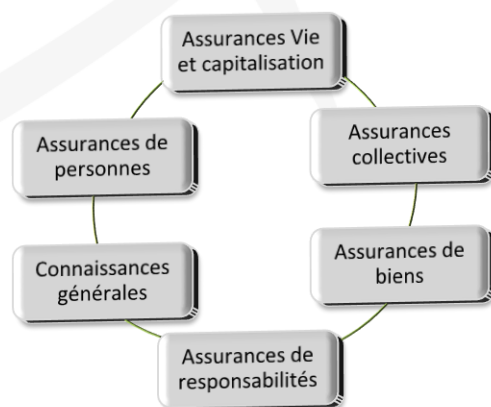 Assurances Vie
et capitalisation
Assurances
collectives
Assurances de
biens
Assurances de
responsabilités
Connaissances
générales
Assurances de
personnes